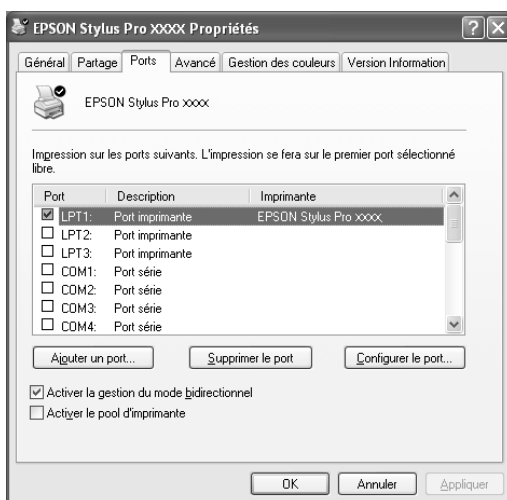 EPSON Stylus Pro XXXX Propriétés
Général Partage Ports Avancé Gestion des couleurs Version Information
EPSON Stylus Pro xxxx
Impression sur les ports suivants. L'impression se fera sur le premier port sélectionné
libre.
Port Description Imprimante
LPT1: Port imprimante EPSON Stylus Pro xxxx
LPT2: Port imprimante
LPT3: Port imprimante
COM1: Port série
COM2: Port série
COM3: Port série
COM4: Port série
Ajouter un port... Supprimer le port Configurer le port...
Activer la gestion du mode bidirectionnel
Activer le pool d'imprimante
OK Annuler Appliquer